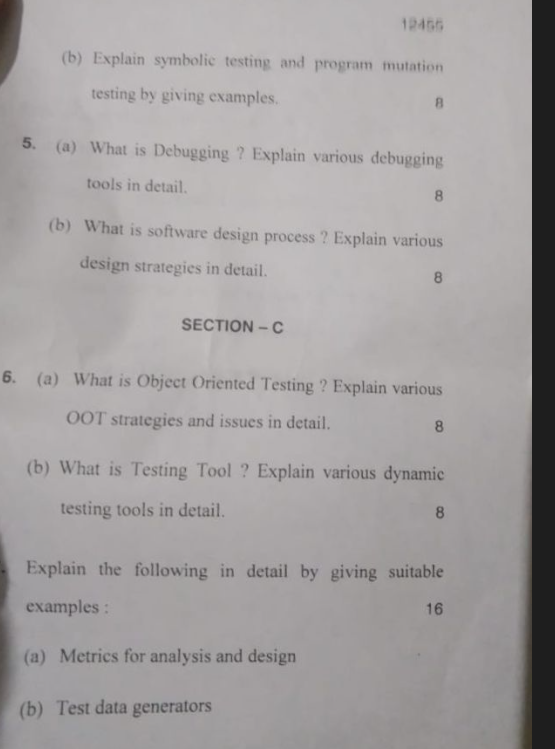 12455
(b) Explain symbolic testing and program mutation
testing by giving examples. 8
5. (a) What is Debugging ? Explain various debugging
tools in detail. 8
(b) What is software design process ? Explain various
design strategies in detail. 8
SECTION – C
6. (a) What is Object Oriented Testing ? Explain various
OOT strategies and issues in detail. 8
(b) What is Testing Tool ? Explain various dynamic
testing tools in detail. 8
Explain the following in detail by giving suitable
examples : 16
(a) Metrics for analysis and design
(b) Test data generators